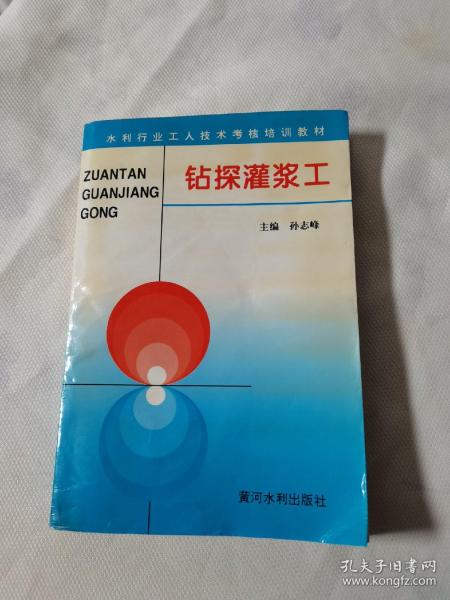 水利行业工人技术考核培训教材
ZUANTAN
GUANJIANG
GONG
钻探灌浆工
主编 孙志峰
黄河水利出版社
孔夫子旧书网
www.kongfz.com